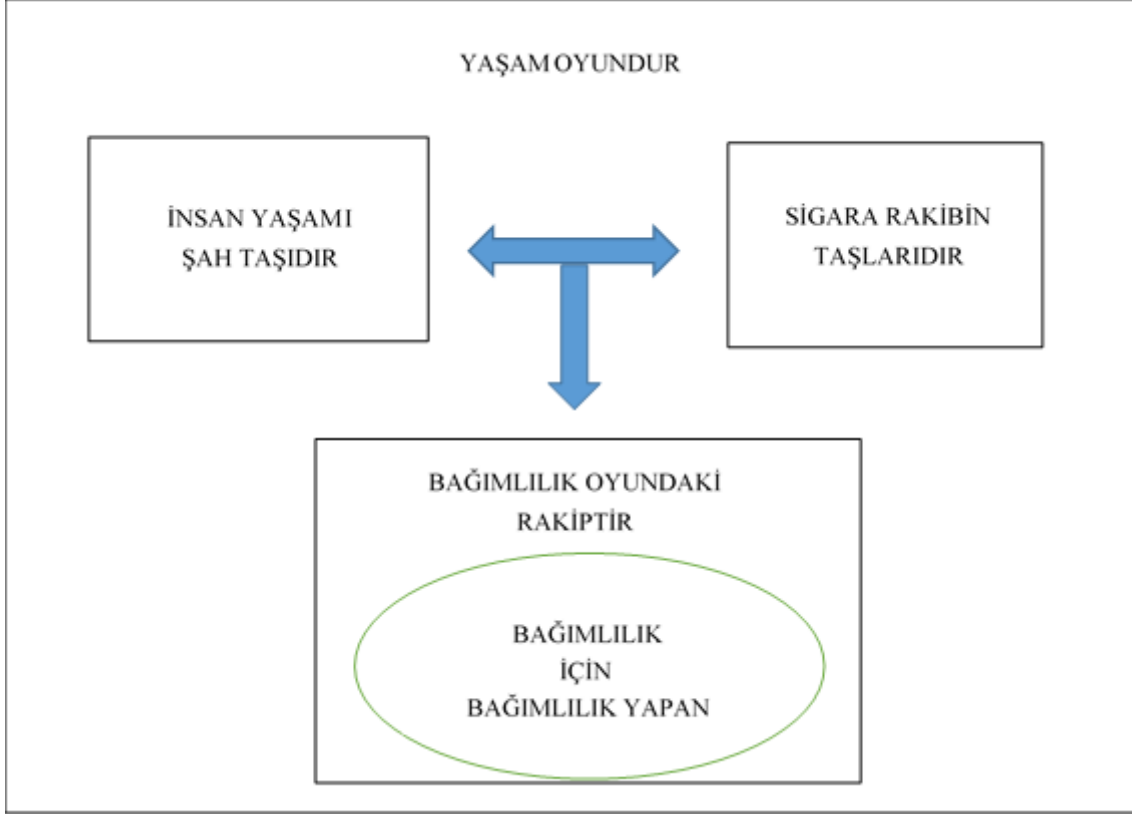 YAŞAM OYUNDUR
İNSAN YAŞAMI
ŞAH TAŞIDIR
SİGARA RAKİBİN
TAŞLARIDIR
BAĞIMLILIK OYUNDAKİ
RAKİPTİR
BAĞIMLILIK
İÇİN
BAĞIMLILIK YAPAN